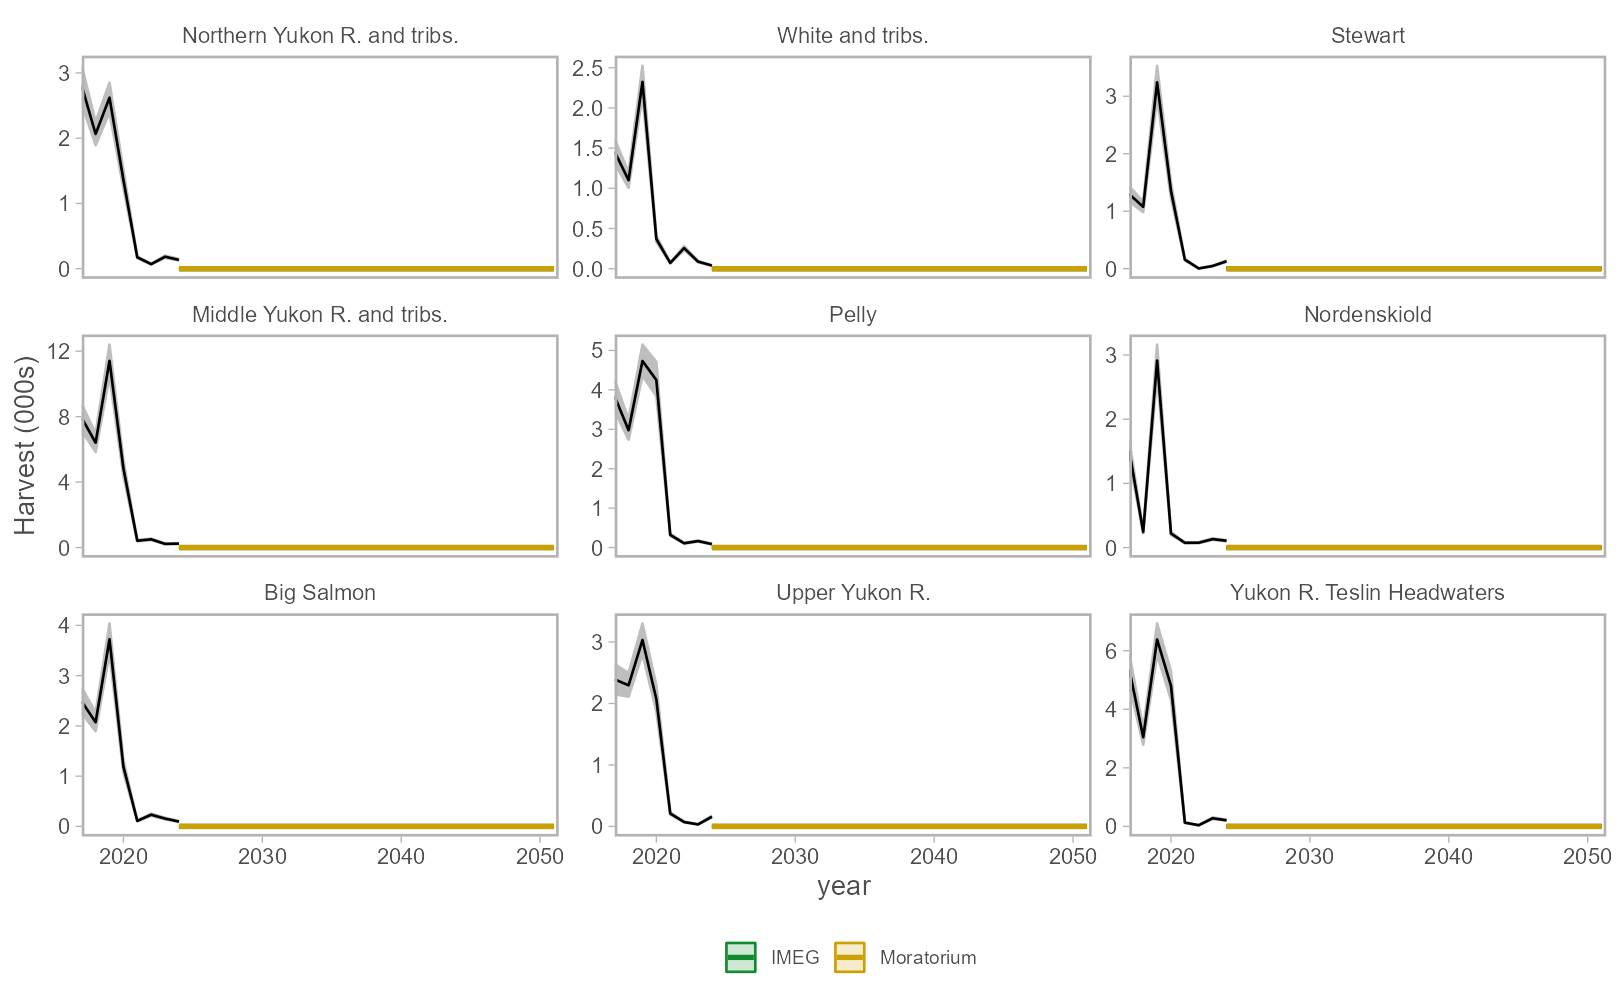 Northern Yukon R. and tribs.
White and tribs.
Stewart
3
2
1
0
2.5
2.0
1.5
1.0
0.5
0.0
3
2
1
0
Middle Yukon R. and tribs.
Pelly
Nordenskiold
Harvest (000s)
12
8
4
0
5
4
3
2
1
0
3
2
1
0
Big Salmon
Upper Yukon R.
Yukon R. Teslin Headwaters
4
3
2
1
0
3
2
1
0
6
4
2
0
2020 2030 2040 2050
2020 2030 2040 2050
2020 2030 2040 2050
year
IMEG Moratorium